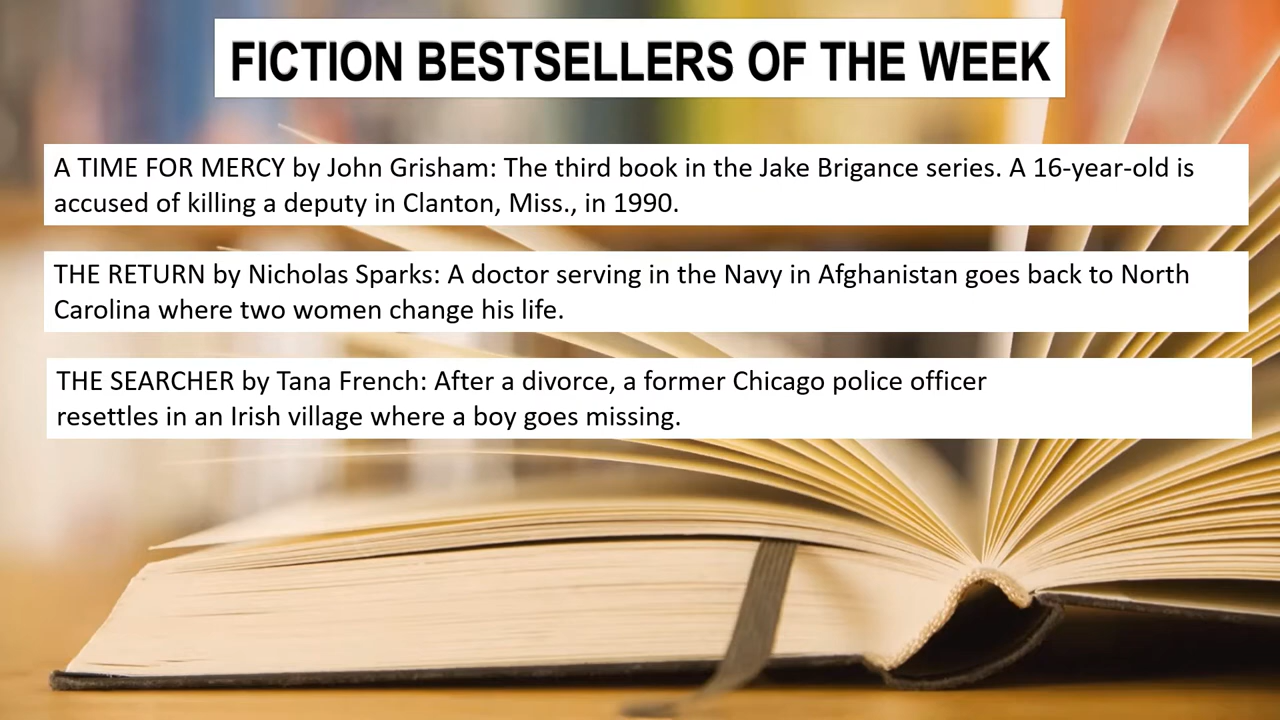 FICTION BESTSELLERS OF THE WEEK
A TIME FOR MERCY by John Grisham: The third book in the Jake Brigance series. A 16-year-old is
accused of killing a deputy in Clanton, Miss., in 1990.
THE RETURN by Nicholas Sparks: A doctor serving in the Navy in Afghanistan goes back to North
Carolina where two women change his life.
THE SEARCHER by Tana French: After a divorce, a former Chicago police officer
resettles in an Irish village where a boy goes missing.